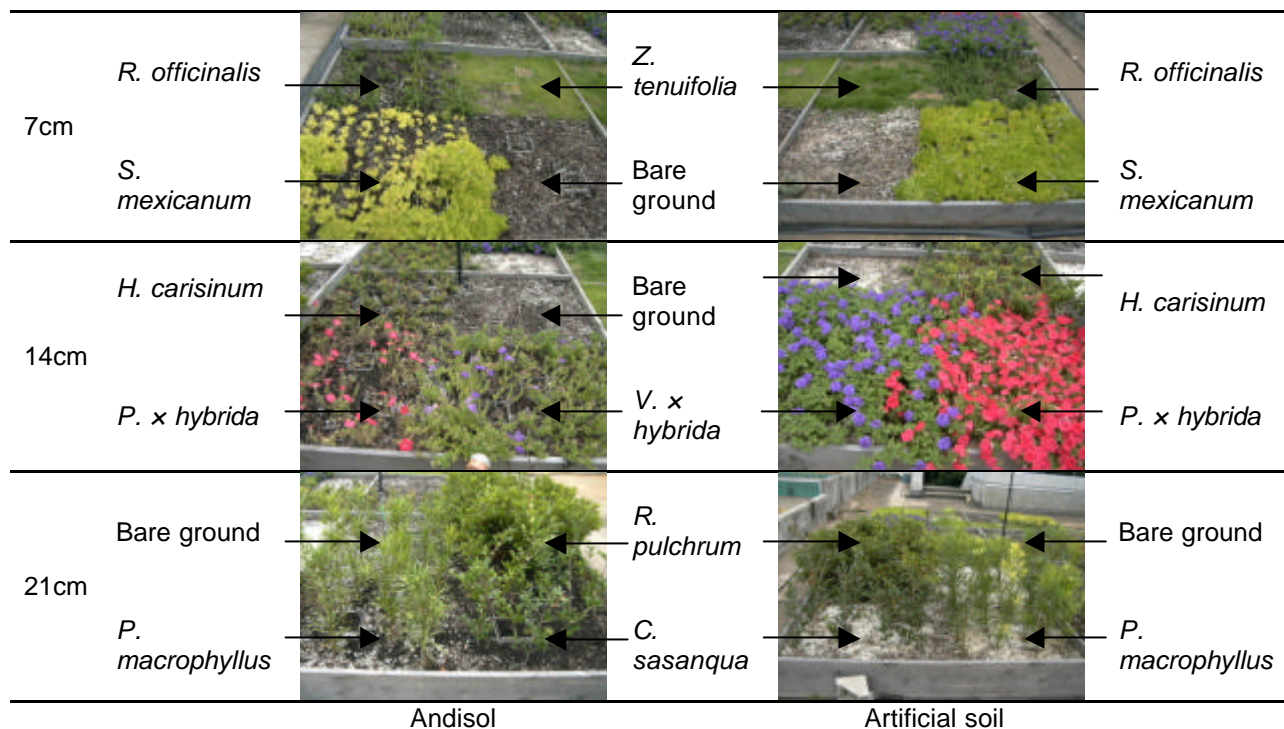 7cm
R. officinalis
Z.
tenuifolia
R. officinalis
S.
mexicanum
Bare
ground
S.
mexicanum
14cm
H. carisinum
Bare
ground
H. carisinum
P. × hybrida
V. ×
hybrida
P. × hybrida
21cm
Bare ground
R.
pulchrum
Bare ground
P.
macrophyllus
C.
sasanqua
P.
macrophyllus
Andisol
Artificial soil